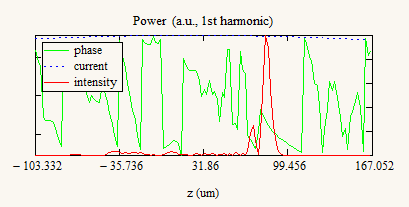 Power (a.u., 1st harmonic)
phase
current
intensity
− 103.332 − 35.736 31.86 99.456 167.052
z (um)